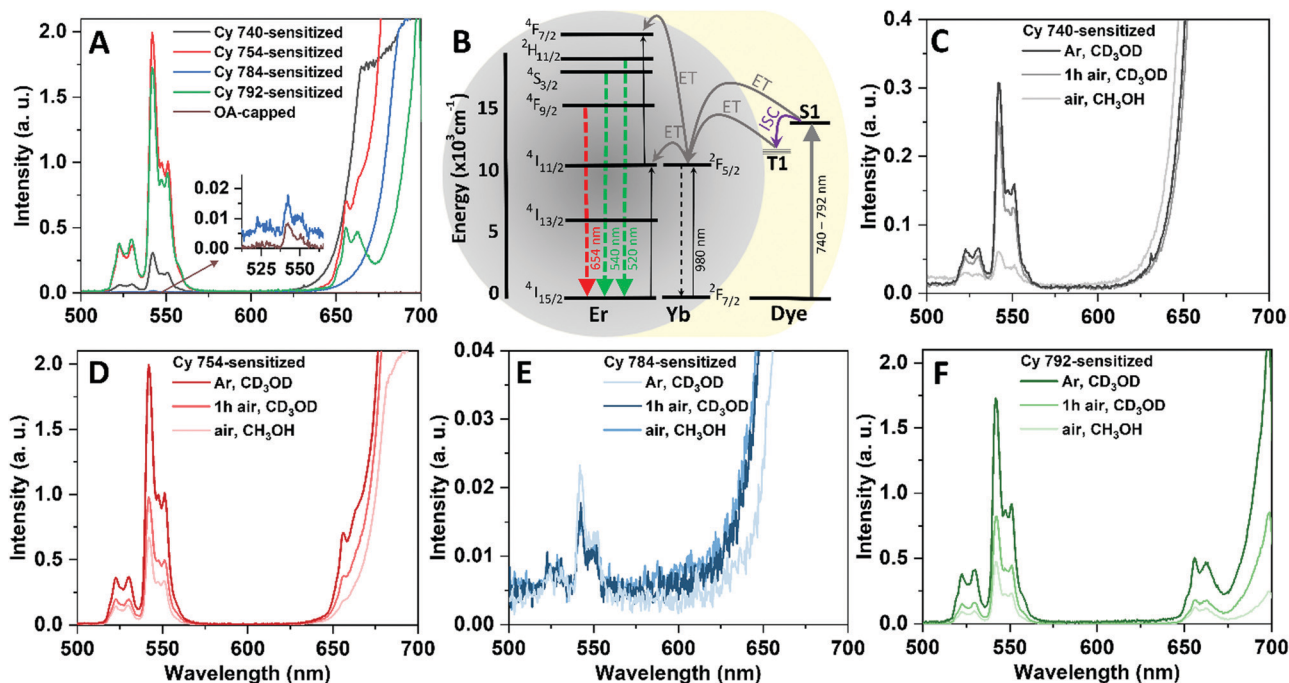 A
Cy 740-sensitized
Cy 754-sensitized
Cy 784-sensitized
Cy 792-sensitized
OA-capped
Intensity (a. u.)
2.0
1.5
1.0
0.5
0.0
0.02
0.01
0.00
525 550
500 550 600 650 700
B
Energy (x10³cm⁻¹)
15
10
5
0
⁴F₇/₂
²H₁₁/₂
⁴S₃/₂
⁴F₉/₂
⁴I₁₁/₂
⁴I₁₃/₂
⁴I₁₅/₂
654 nm
540 nm
520 nm
ET
ET
ET
ET
ISC
S1
T1
²F₅/₂
²F₇/₂
980 nm
740 – 792 nm
Er Yb Dye
C
Cy 740-sensitized
Ar, CD₃OD
1h air, CD₃OD
air, CH₃OH
Intensity (a. u.)
0.4
0.3
0.2
0.1
0.0
500 550 600 650 700
D
Cy 754-sensitized
Ar, CD₃OD
1h air, CD₃OD
air, CH₃OH
Intensity (a. u.)
2.0
1.5
1.0
0.5
0.0
500 550 600 650 700
Wavelength (nm)
E
Cy 784-sensitized
Ar, CD₃OD
1h air, CD₃OD
air, CH₃OH
Intensity (a. u.)
0.04
0.03
0.02
0.01
0.00
500 550 600 650 700
Wavelength (nm)
F
Cy 792-sensitized
Ar, CD₃OD
1h air, CD₃OD
air, CH₃OH
Intensity (a. u.)
2.0
1.5
1.0
0.5
0.0
500 550 600 650 700
Wavelength (nm)